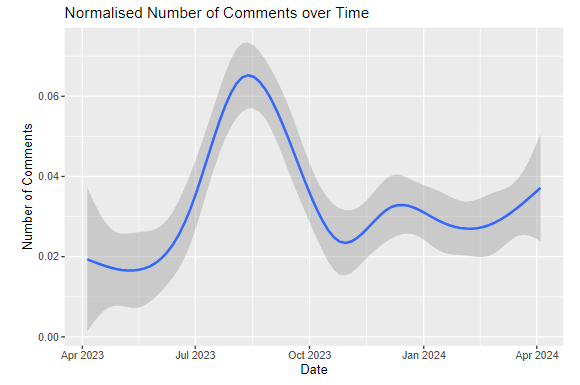 Normalised Number of Comments over Time
Number of Comments
0.06
0.04
0.02
0.00
Apr 2023 Jul 2023 Oct 2023 Jan 2024 Apr 2024
Date